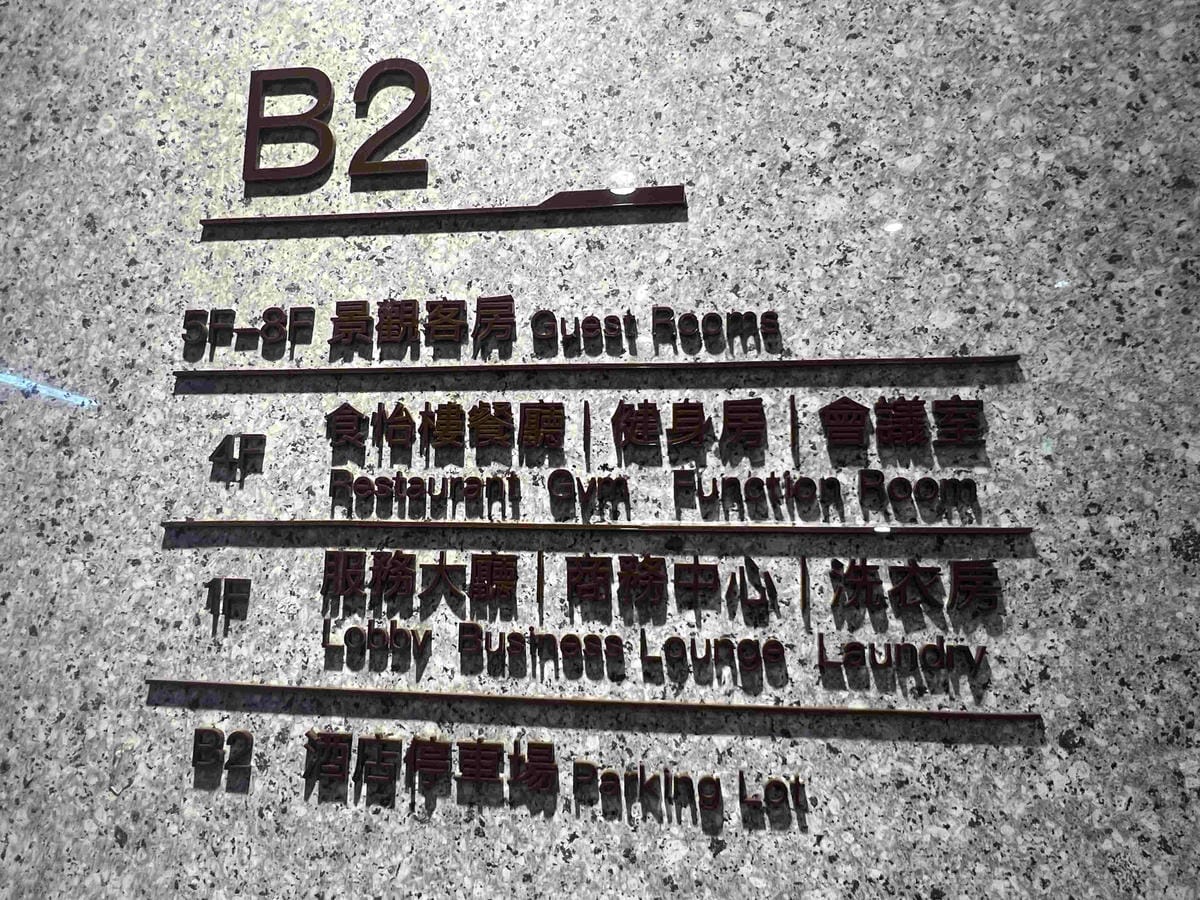 B2
5F-8F 景觀客房 Guest Rooms
4F 食怡樓餐廳 | 健身房 | 會議室
Restaurant Gym Function Room
1F 服務大廳 | 商務中心 | 洗衣房
Lobby Business Lounge Laundry
B2 酒店停車場 Parking Lot